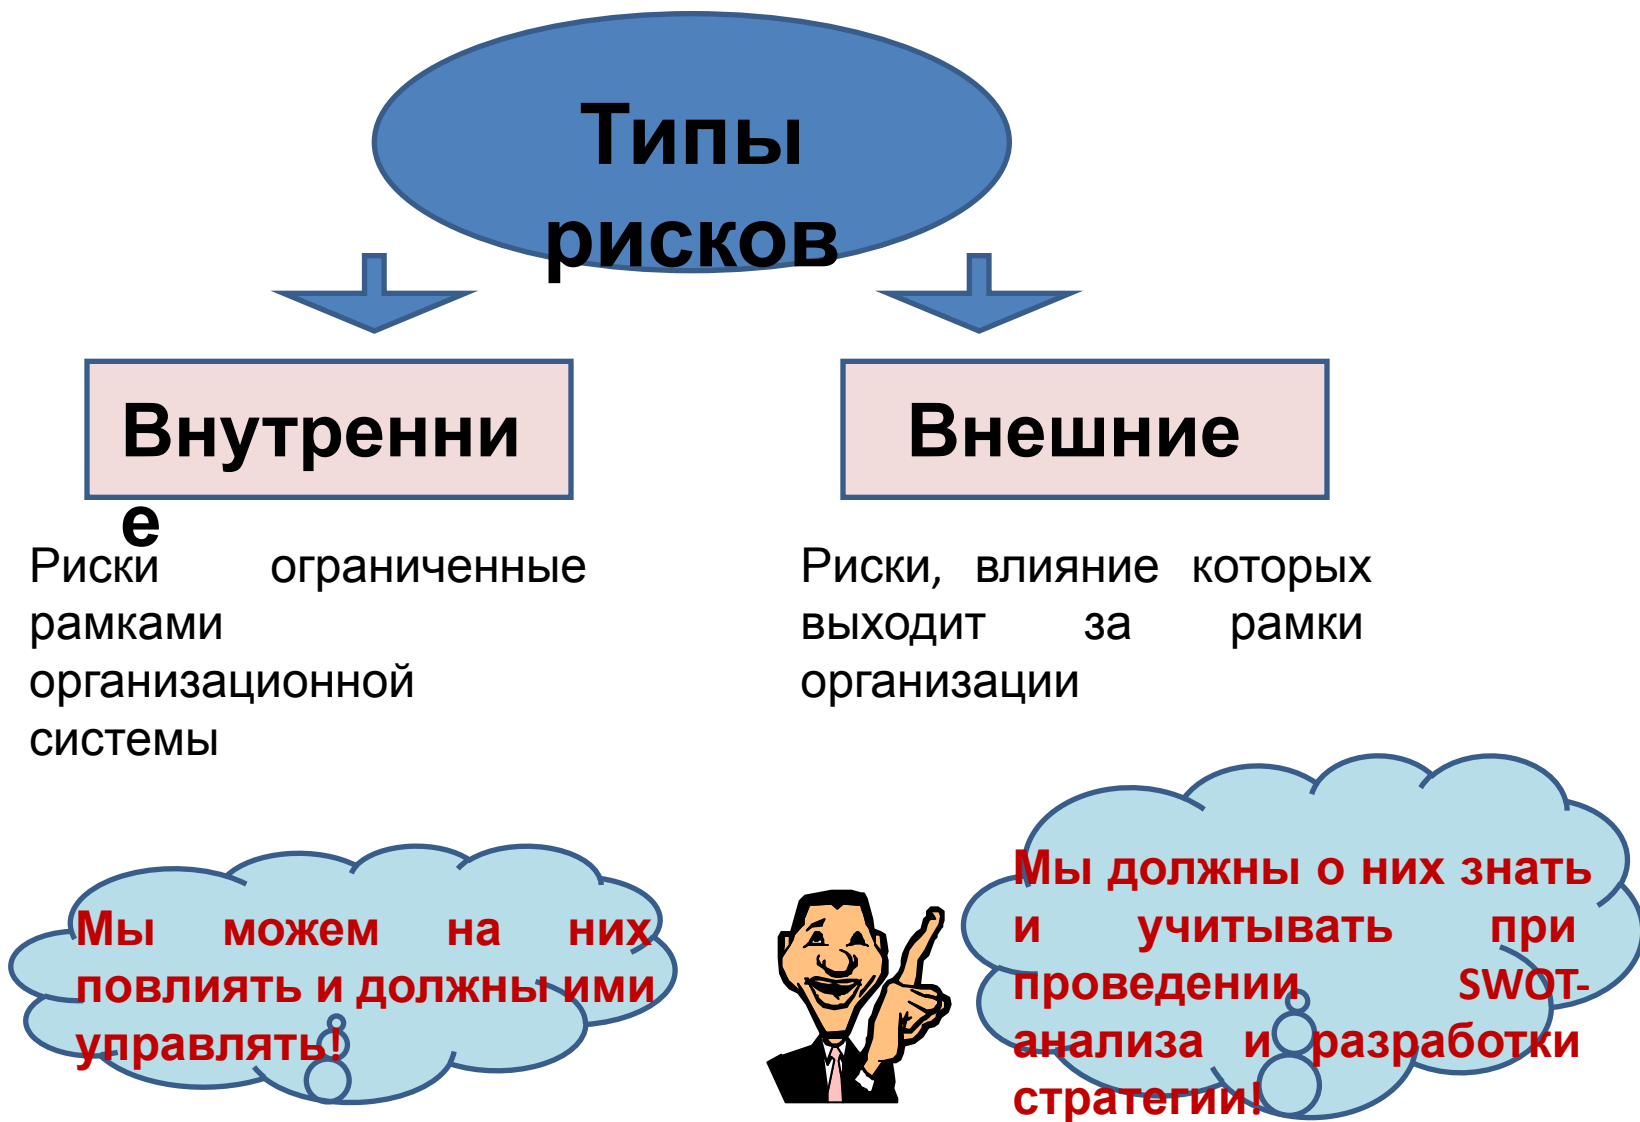 Типы
рисков
Внутренни
е
Внешние
Риски ограниченные
рамками
организационной
системы
Риски, влияние которых
выходит за рамки
организации
Мы можем на них
повлиять и должны ими
управлять!
Мы должны о них знать
и учитывать при
проведении SWOT-
анализа и разработки
стратегии!